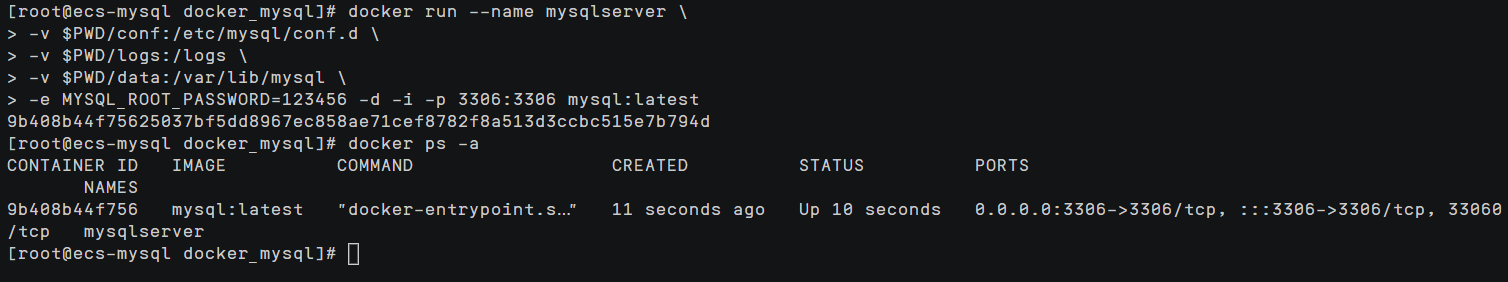 [root@ecs-mysql docker_mysql]# docker run --name mysqlserver \
> -v $PWD/conf:/etc/mysql/conf.d \
> -v $PWD/logs:/logs \
> -v $PWD/data:/var/lib/mysql \
> -e MYSQL_ROOT_PASSWORD=123456 -d -i -p 3306:3306 mysql:latest
9b408b44f75625037bf5dd8967ec858ae71cef8782f8a513d3ccbc515e7b794d
[root@ecs-mysql docker_mysql]# docker ps -a
CONTAINER ID   IMAGE          COMMAND                  CREATED          STATUS          PORTS
       NAMES
9b408b44f756   mysql:latest   "docker-entrypoint.s…"   11 seconds ago   Up 10 seconds   0.0.0.0:3306->3306/tcp, :::3306->3306/tcp, 33060
/tcp   mysqlserver
[root@ecs-mysql docker_mysql]#